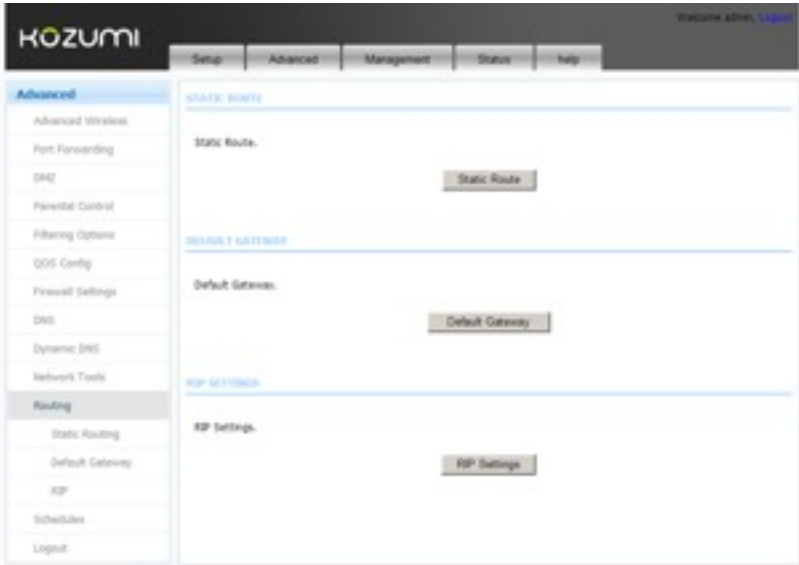 Welcome admin, Logout
KOZUMI
Setup Advanced Management Status help
Advanced
Advanced Wireless
Port Forwarding
DMZ
Parental Control
Filtering Options
QOS Config
Firewall Settings
DNS
Dynamic DNS
Network Tools
Routing
Static Routing
Default Gateway
RIP
Schedules
Logout
STATIC ROUTE
Static Route.
Static Route
DEFAULT GATEWAY
Default Gateway.
Default Gateway
RIP SETTINGS
RIP Settings.
RIP Settings